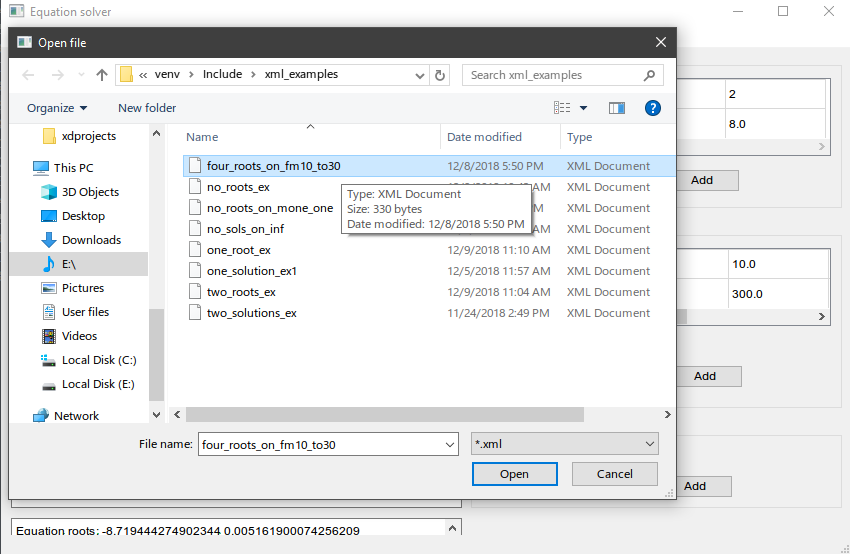 Equation solver
Open file
« venv > Include > xml_examples
Search xml_examples
Organize
New folder
Name
Date modified
Type
xdprojects
This PC
3D Objects
Desktop
Downloads
E:\
Pictures
User files
Videos
Local Disk (C:)
Local Disk (E:)
Network
four_roots_on_fm10_to30 12/8/2018 5:50 PM XML Document
no_roots_ex XML Document
no_roots_on_mone_one XML Document
no_sols_on_inf XML Document
one_root_ex 12/9/2018 11:10 AM XML Document
one_solution_ex1 12/5/2018 11:57 AM XML Document
two_roots_ex 12/9/2018 11:04 AM XML Document
two_solutions_ex 11/24/2018 2:49 PM XML Document
Type: XML Document
Size: 330 bytes
Date modified: 12/8/2018 5:50 PM
File name: four_roots_on_fm10_to30
*.xml
Open
Cancel
2
8.0
Add
10.0
300.0
Add
Add
Equation roots: -8.719444274902344 0.005161900074256209